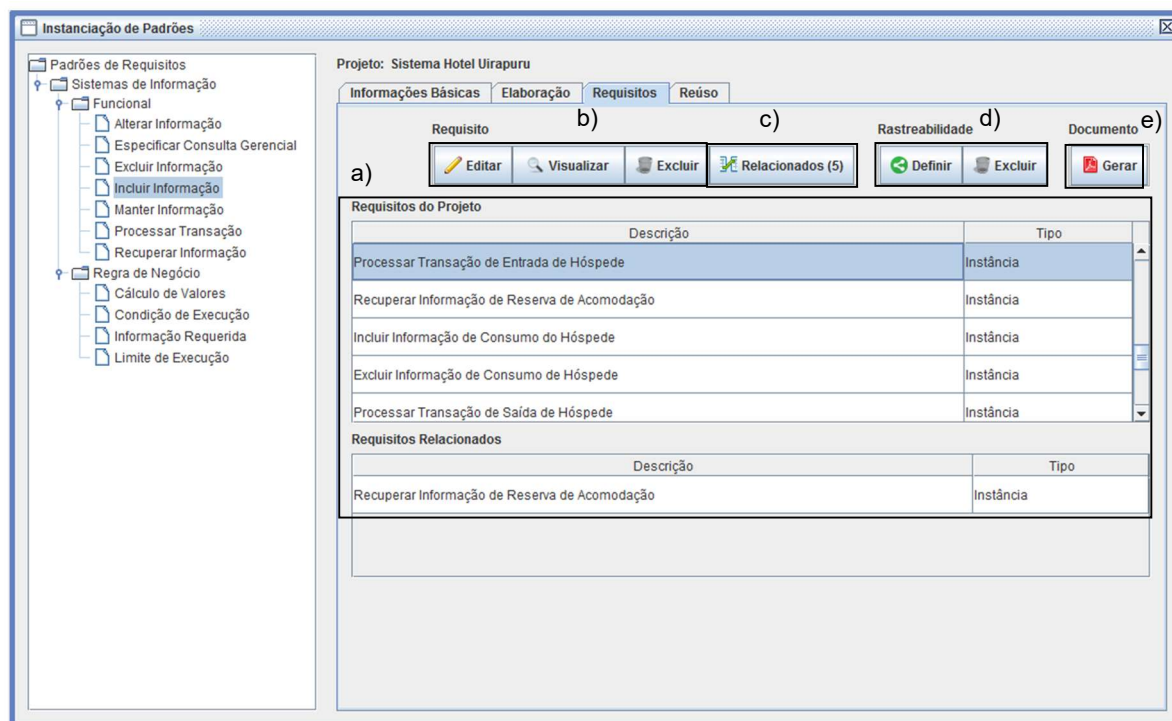 Instanciação de Padrões
Padrões de Requisitos
Sistemas de Informação
Funcional
Alterar Informação
Especificar Consulta Gerencial
Excluir Informação
Incluir Informação
Manter Informação
Processar Transação
Recuperar Informação
Regra de Negócio
Cálculo de Valores
Condição de Execução
Informação Requerida
Limite de Execução
Projeto: Sistema Hotel Uirapuru
Informações Básicas Elaboração Requisitos Reúso
Requisito b) c) Rastreabilidade d) Documento e)
a) Editar Visualizar Excluir Relacionados (5) Definir Excluir Gerar
Requisitos do Projeto
Descrição Tipo
Processar Transação de Entrada de Hóspede Instância
Recuperar Informação de Reserva de Acomodação Instância
Incluir Informação de Consumo do Hóspede Instância
Excluir Informação de Consumo de Hóspede Instância
Processar Transação de Saída de Hóspede Instância
Requisitos Relacionados
Descrição Tipo
Recuperar Informação de Reserva de Acomodação Instância